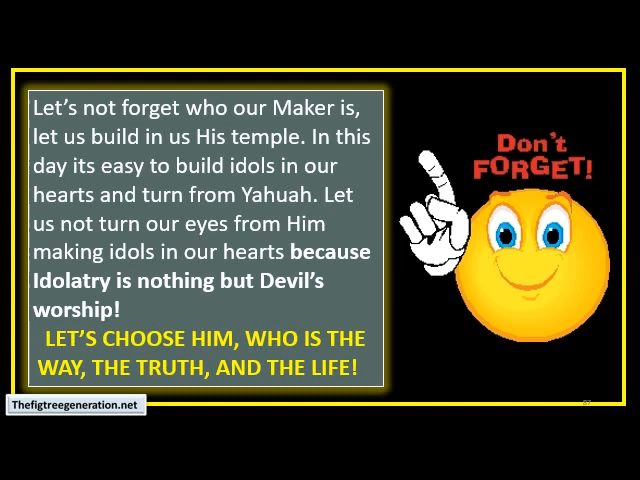 Let's not forget who our Maker is,
let us build in us His temple. In this
day its easy to build idols in our
hearts and turn from Yahuah. Let
us not turn our eyes from Him
making idols in our hearts because
Idolatry is nothing but Devil's
worship!
LET'S CHOOSE HIM, WHO IS THE
WAY, THE TRUTH, AND THE LIFE!
Don't
FORGET!
Thefigtreegeneration.net